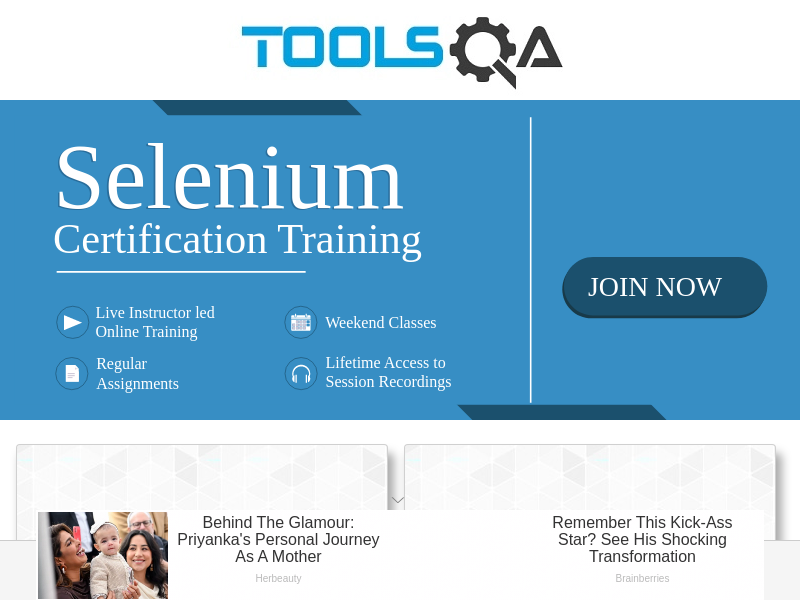 TOOLSQA
Selenium
Certification Training
JOIN NOW
Live Instructor led
Online Training
Weekend Classes
Regular
Assignments
Lifetime Access to
Session Recordings
Behind The Glamour:
Priyanka's Personal Journey
As A Mother
Herbeauty
Remember This Kick-Ass
Star? See His Shocking
Transformation
Brainberries